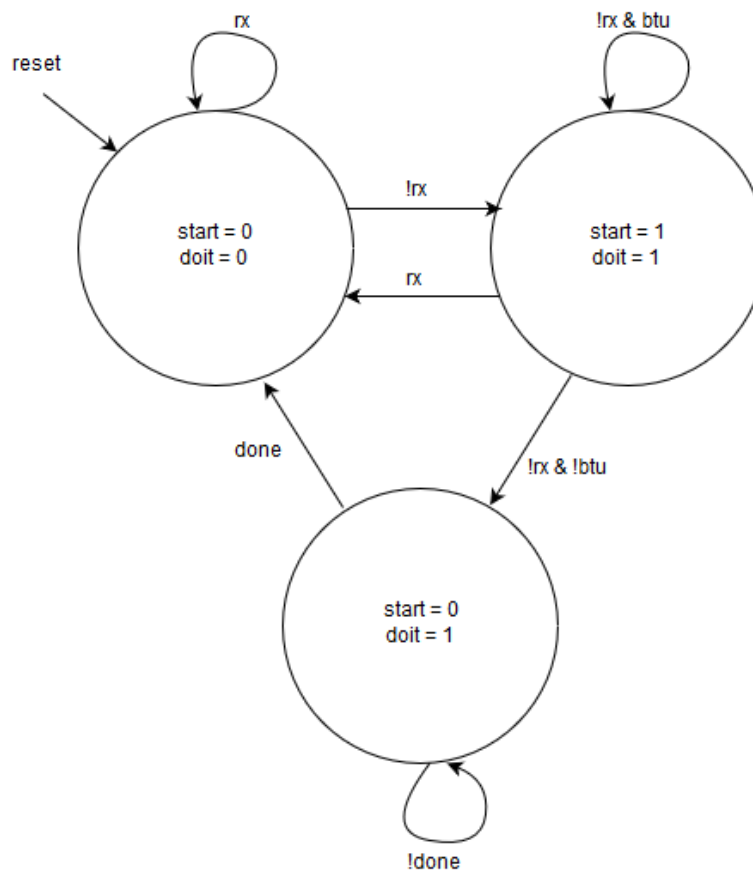 rx
!rx & btu
reset
!rx
start = 0
doit = 0
start = 1
doit = 1
rx
done
!rx & !btu
start = 0
doit = 1
!done